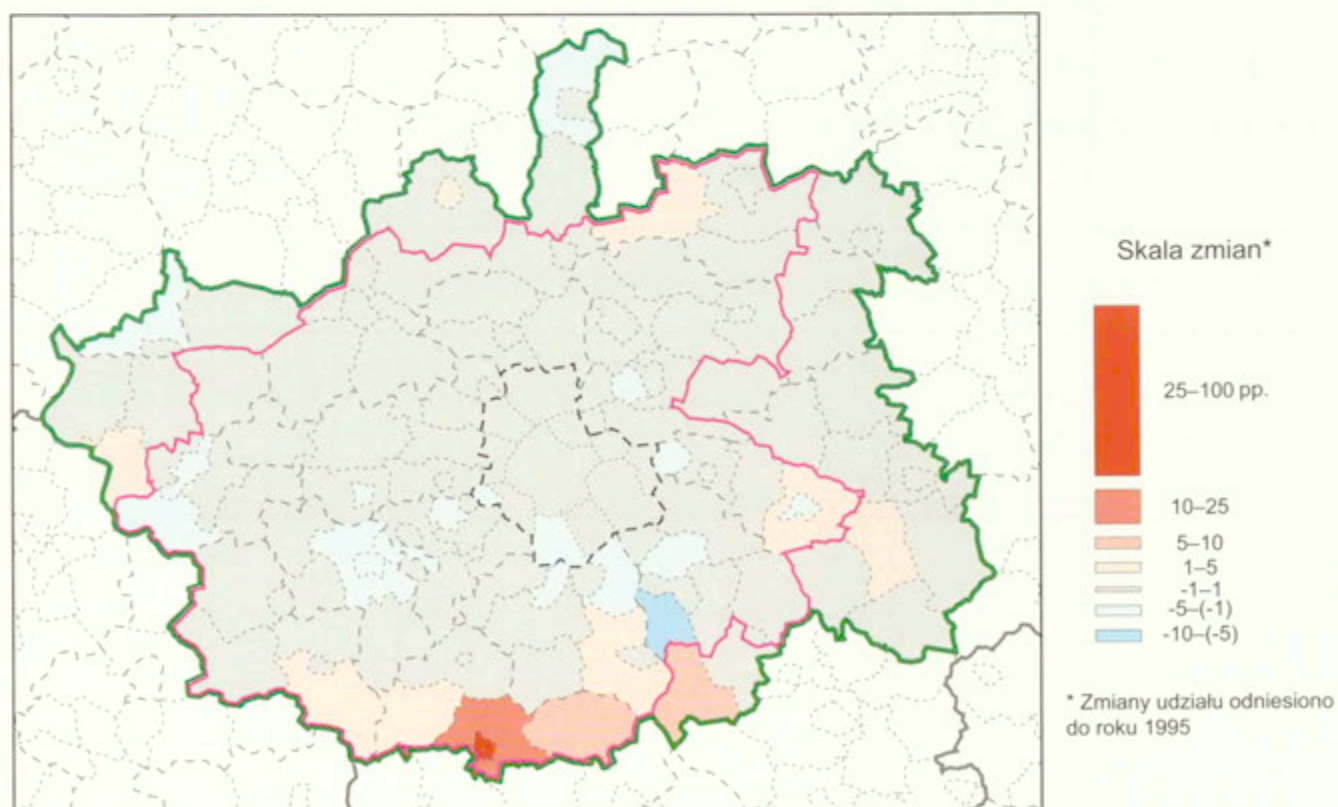 Skala zmian*
25–100 pp.
10–25
5–10
1–5
-1–1
-5–(-1)
-10–(-5)
* Zmiany udziału odniesiono
do roku 1995